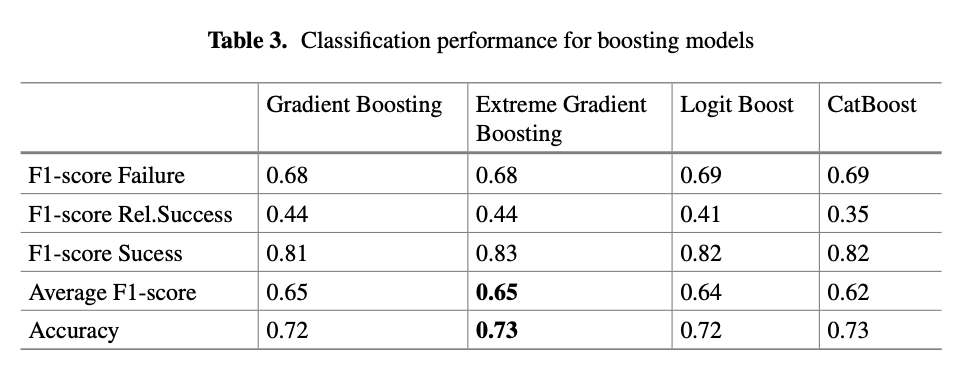 Table 3. Classification performance for boosting models
Gradient Boosting Extreme Gradient Boosting Logit Boost CatBoost
F1-score Failure 0.68 0.68 0.69 0.69
F1-score Rel.Success 0.44 0.44 0.41 0.35
F1-score Sucess 0.81 0.83 0.82 0.82
Average F1-score 0.65 0.65 0.64 0.62
Accuracy 0.72 0.73 0.72 0.73